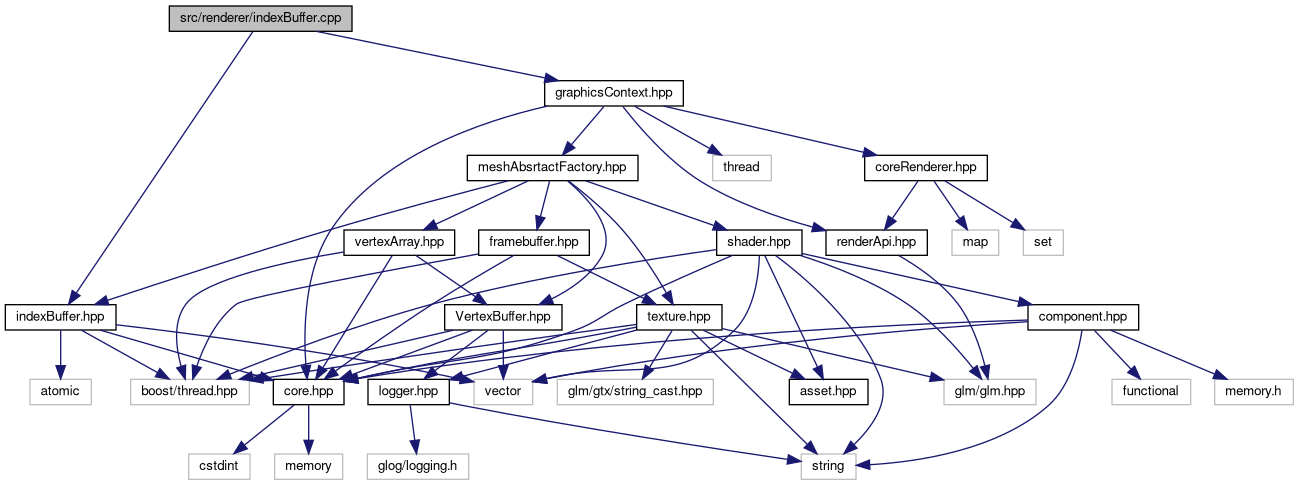 src/renderer/indexBuffer.cpp
graphicsContext.hpp
meshAbsrtactFactory.hpp
thread
coreRenderer.hpp
vertexArray.hpp
framebuffer.hpp
shader.hpp
renderApi.hpp
map
set
indexBuffer.hpp
VertexBuffer.hpp
texture.hpp
component.hpp
atomic
boost/thread.hpp
core.hpp
logger.hpp
vector
glm/gtx/string_cast.hpp
asset.hpp
glm/glm.hpp
functional
memory.h
cstdint
memory
glog/logging.h
string